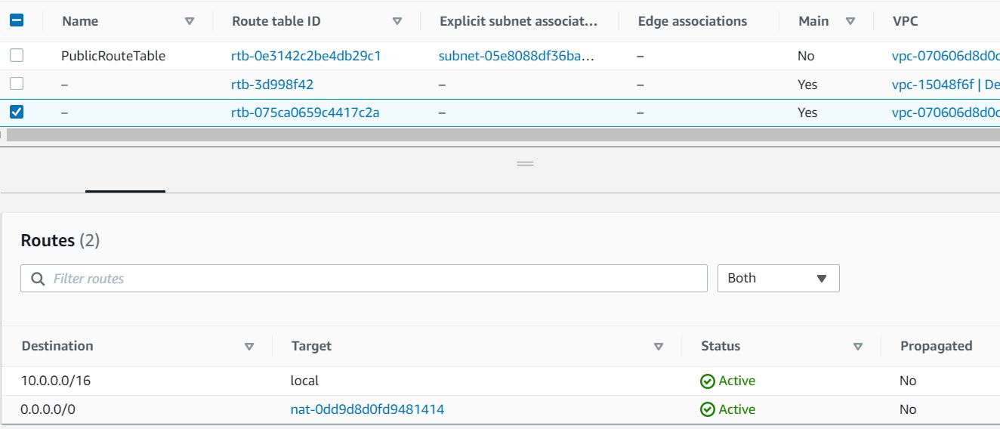 Name Route table ID Explicit subnet associat... Edge associations Main VPC
PublicRouteTable rtb-0e3142c2be4db29c1 subnet-05e8088df36ba... – No vpc-070606d8d0c
– rtb-3d998f42 – – Yes vpc-15048f6f | De
– rtb-075ca0659c4417c2a – – Yes vpc-070606d8d0c
Routes (2)
Filter routes Both
Destination Target Status Propagated
10.0.0.0/16 local Active No
0.0.0.0/0 nat-0dd9d8d0fd9481414 Active No